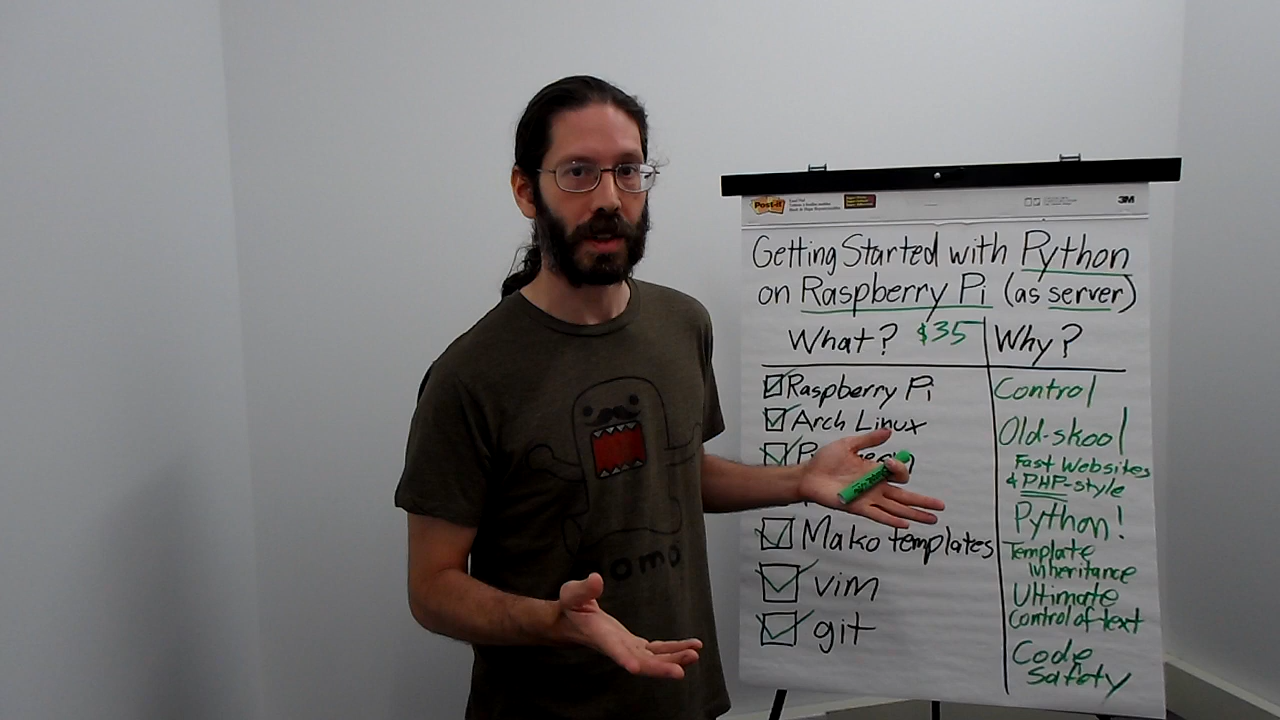 Post-it
3M
Getting Started with Python
on Raspberry Pi (as server)
What? $35
Why?
Raspberry Pi
Control
Arch Linux
Old-skool
Fast Websites
& PHP-style
Python!
Mako templates
Template
inheritance
vim
Ultimate
Control of text
git
Code
Safety